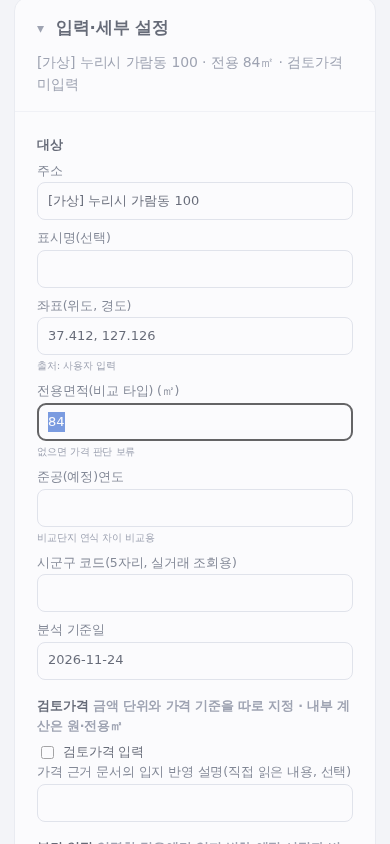 ▼ 입력·세부 설정
[가상] 누리시 가람동 100 · 전용 84㎡ · 검토가격
미입력
대상
주소
[가상] 누리시 가람동 100
표시명(선택)
좌표(위도, 경도)
37.412, 127.126
출처: 사용자 입력
전용면적(비교 타입) (㎡)
84
없으면 가격 판단 보류
준공(예정)연도
비교단지 연식 차이 비교용
시군구 코드(5자리, 실거래 조회용)
분석 기준일
2026-11-24
검토가격 금액 단위와 가격 기준을 따로 지정 · 내부 계
산은 원·전용㎡
검토가격 입력
가격 근거 문서의 입지 반영 설명(직접 읽은 내용, 선택)